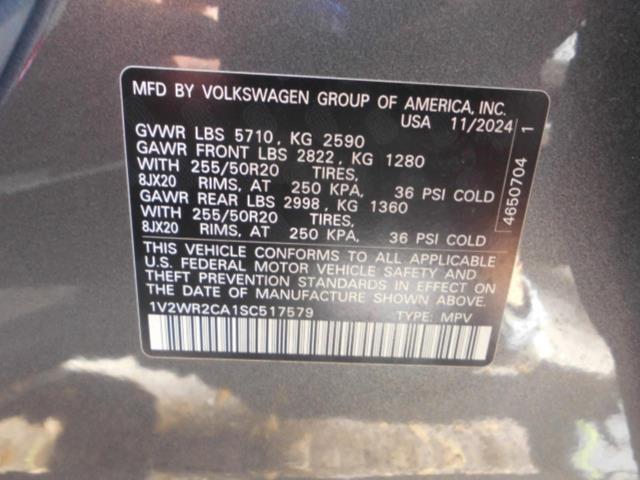 MFD BY VOLKSWAGEN GROUP OF AMERICA, INC.
USA 11/2024
GVWR LBS 5710, KG 2590
GAWR FRONT LBS 2822, KG 1280
WITH 255/50R20 TIRES,
8JX20 RIMS, AT 250 KPA, 36 PSI COLD
GAWR REAR LBS 2998, KG 1360
WITH 255/50R20 TIRES,
8JX20 RIMS, AT 250 KPA, 36 PSI COLD
THIS VEHICLE CONFORMS TO ALL APPLICABLE
U.S. FEDERAL MOTOR VEHICLE SAFETY AND
THEFT PREVENTION STANDARDS IN EFFECT ON
THE DATE OF MANUFACTURE SHOWN ABOVE.
1V2WR2CA1SC517579 TYPE: MPV
4650704 1